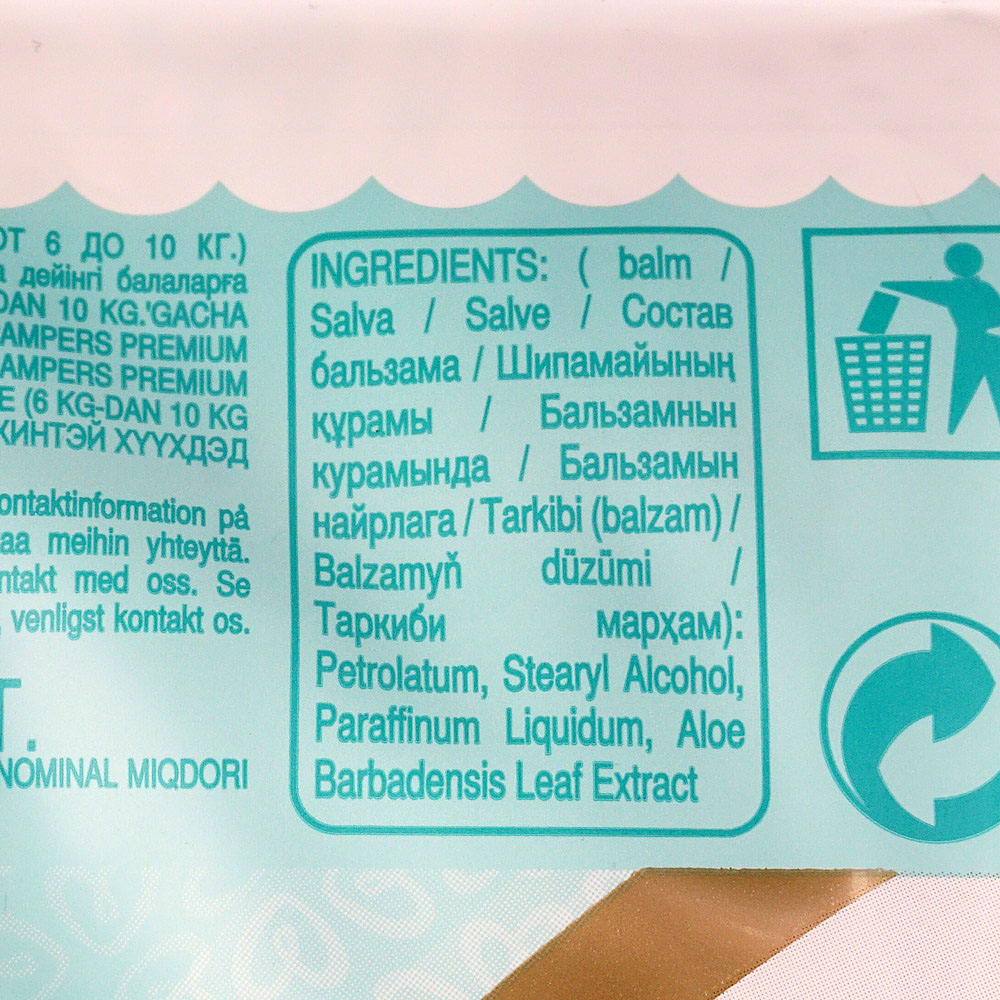 ОТ 6 ДО 10 КГ.)
а дейінгі балаларға
DAN 10 KG.'GACHA
AMPERS PREMIUM
AMPERS PREMIUM
E (6 KG-DAN 10 KG
ЖИНТЭЙ ХҮҮХДЭД
ontaktinformation på
aa meihin yhteyttä.
ntakt med oss. Se
, venligst kontakt os.
T.
NOMINAL MIQDORI
INGREDIENTS: ( balm /
Salva / Salve / Состав
бальзама / Шипамайының
құрамы / Бальзамнын
курамында / Бальзамын
найрлага / Tarkibi (balzam) /
Balzamyň düzümi /
Таркиби марҳам):
Petrolatum, Stearyl Alcohol,
Paraffinum Liquidum, Aloe
Barbadensis Leaf Extract